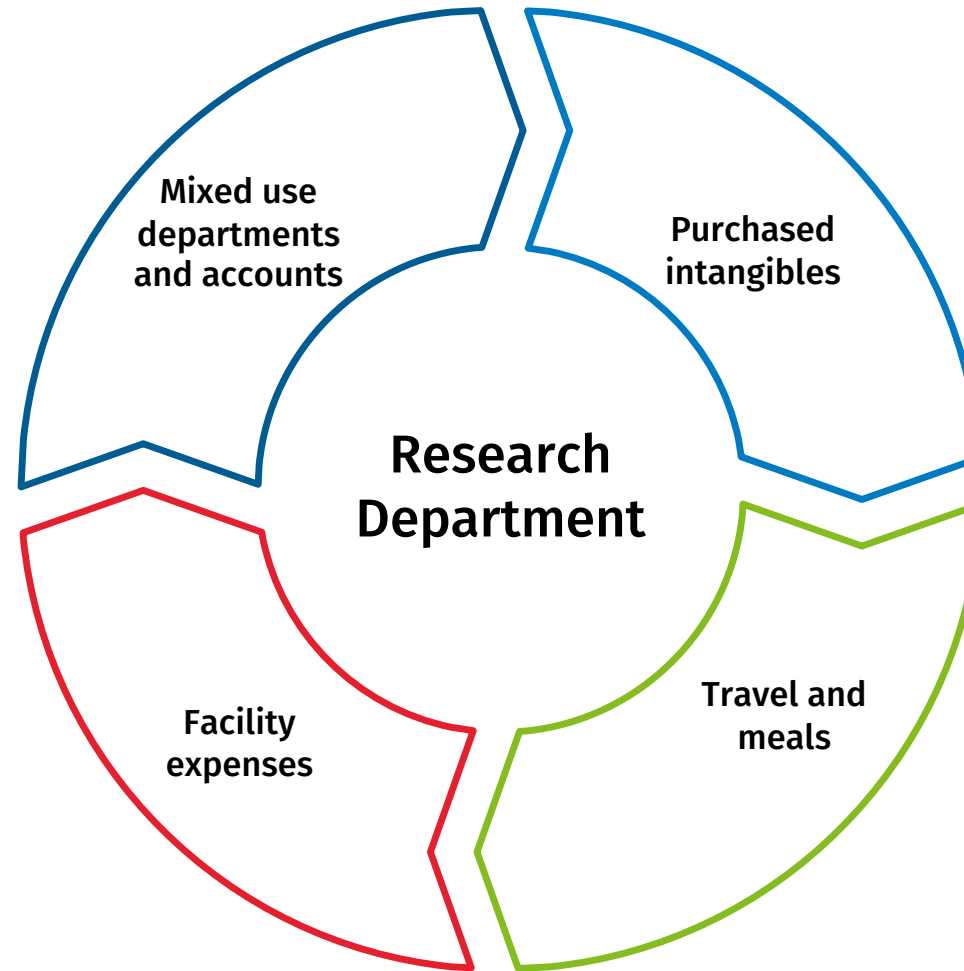 Mixed use
departments
and accounts
Purchased
intangibles
Research
Department
Facility
expenses
Travel and
meals